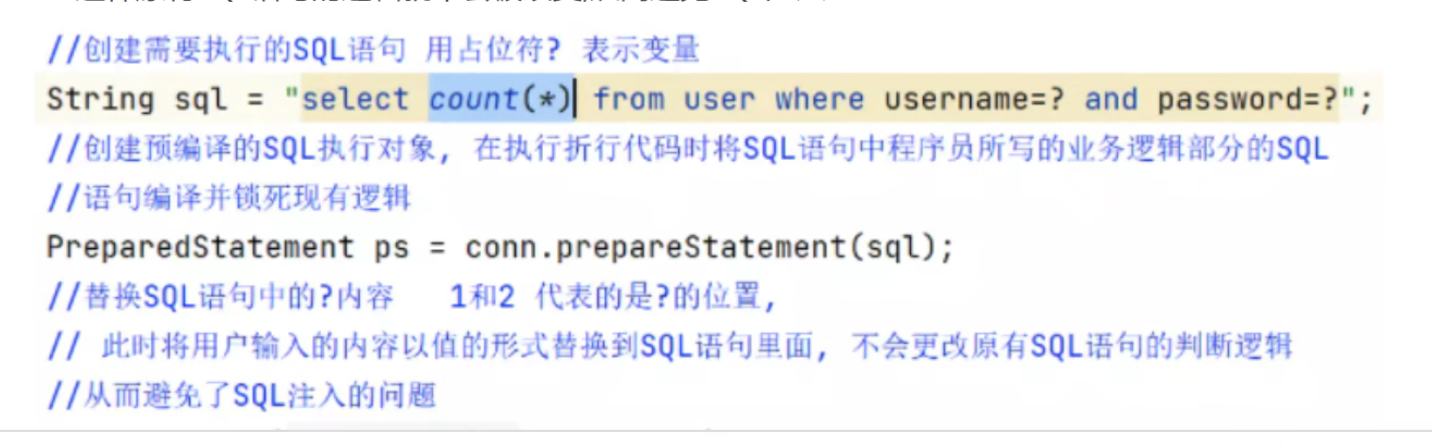 //创建需要执行的SQL语句 用占位符? 表示变量
String sql = "select count(*) from user where username=? and password=?";
//创建预编译的SQL执行对象, 在执行折行代码时将SQL语句中程序员所写的业务逻辑部分的SQL
//语句编译并锁死现有逻辑
PreparedStatement ps = conn.prepareStatement(sql);
//替换SQL语句中的?内容   1和2 代表的是?的位置,
// 此时将用户输入的内容以值的形式替换到SQL语句里面, 不会更改原有SQL语句的判断逻辑
//从而避免了SQL注入的问题